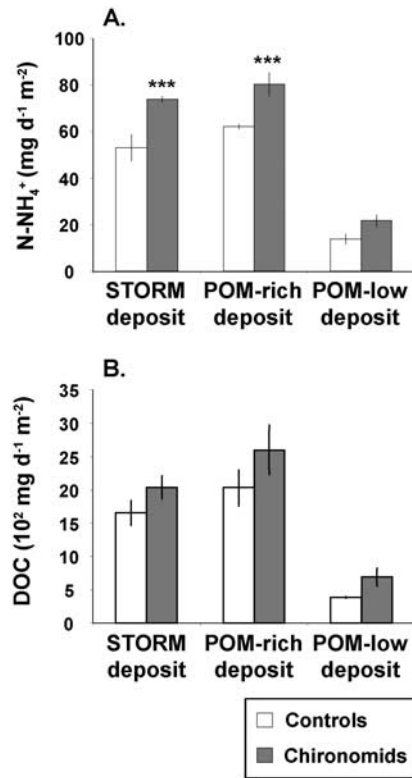 A.
N-NH₄⁺ (mg d⁻¹ m⁻²)
100
80
60
40
20
0
*** ***
STORM deposit POM-rich deposit POM-low deposit
B.
DOC (10² mg d⁻¹ m⁻²)
35
30
25
20
15
10
5
0
STORM deposit POM-rich deposit POM-low deposit
Controls
Chironomids